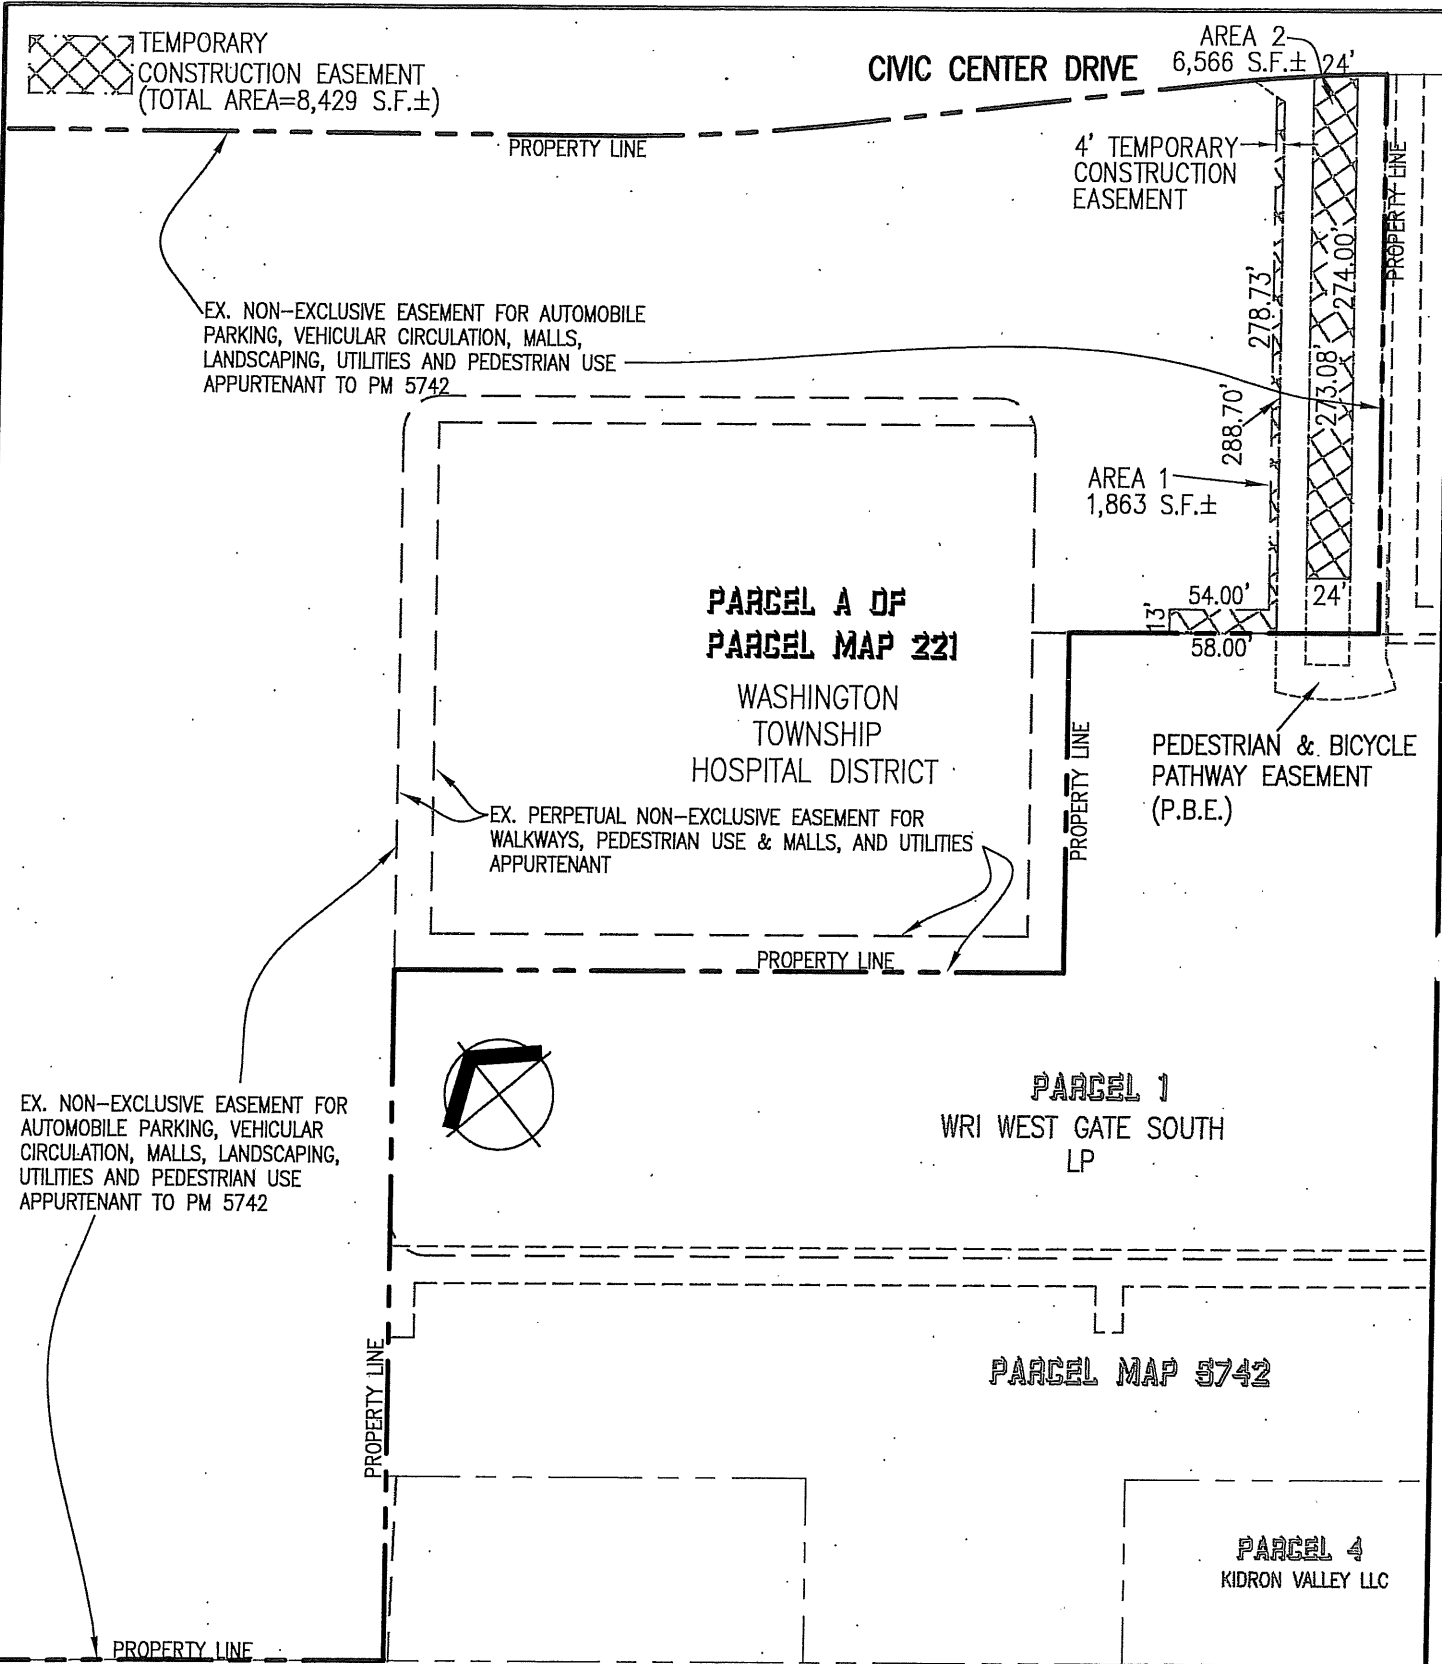 TEMPORARY
CONSTRUCTION EASEMENT
(TOTAL AREA=8,429 S.F.±)
CIVIC CENTER DRIVE
AREA 2
6,566 S.F.±
24'
PROPERTY LINE
4' TEMPORARY
CONSTRUCTION
EASEMENT
PROPERTY LINE
EX. NON-EXCLUSIVE EASEMENT FOR AUTOMOBILE
PARKING, VEHICULAR CIRCULATION, MALLS,
LANDSCAPING, UTILITIES AND PEDESTRIAN USE
APPURTENANT TO PM 5742
278.73'
274.00'
273.08'
288.70'
AREA 1
1,863 S.F.±
54.00'
24'
13'
58.00'
PARCEL A OF
PARCEL MAP 221
WASHINGTON
TOWNSHIP
HOSPITAL DISTRICT
PROPERTY LINE
PEDESTRIAN & BICYCLE
PATHWAY EASEMENT
(P.B.E.)
EX. PERPETUAL NON-EXCLUSIVE EASEMENT FOR
WALKWAYS, PEDESTRIAN USE & MALLS, AND UTILITIES
APPURTENANT
PROPERTY LINE
EX. NON-EXCLUSIVE EASEMENT FOR
AUTOMOBILE PARKING, VEHICULAR
CIRCULATION, MALLS, LANDSCAPING,
UTILITIES AND PEDESTRIAN USE
APPURTENANT TO PM 5742
PARCEL 1
WRI WEST GATE SOUTH
LP
PROPERTY LINE
PARCEL MAP 5742
PARCEL 4
KIDRON VALLEY LLC
PROPERTY LINE